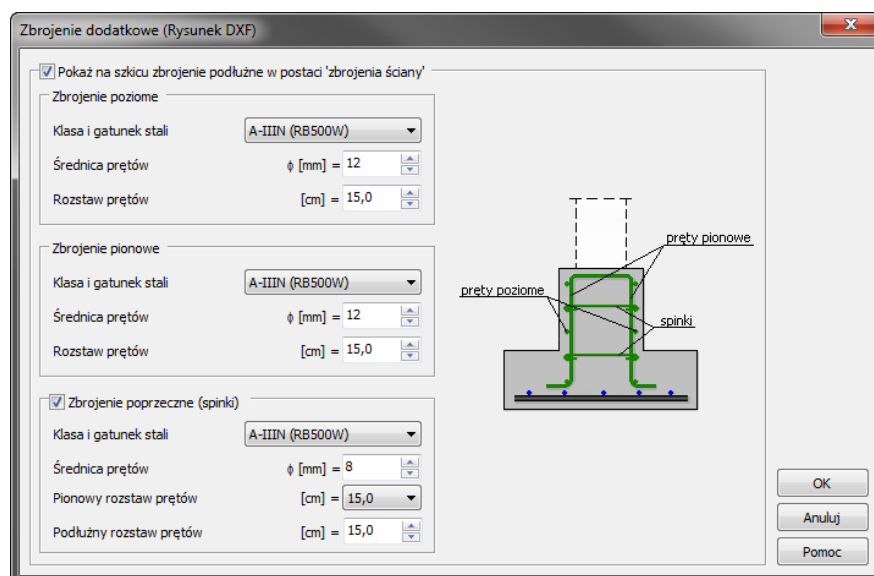 Zbrojenie dodatkowe (Rysunek DXF)
Pokaż na szkicu zbrojenie podłużne w postaci 'zbrojenia ściany'
Zbrojenie poziome
Klasa i gatunek stali A-IIIN (RB500W)
Średnica prętów ϕ [mm] = 12
Rozstaw prętów [cm] = 15,0
Zbrojenie pionowe
Klasa i gatunek stali A-IIIN (RB500W)
Średnica prętów ϕ [mm] = 12
Rozstaw prętów [cm] = 15,0
Zbrojenie poprzeczne (spinki)
Klasa i gatunek stali A-IIIN (RB500W)
Średnica prętów ϕ [mm] = 8
Pionowy rozstaw prętów [cm] = 15,0
Podłużny rozstaw prętów [cm] = 15,0
pręty pionowe
pręty poziome
spinki
OK
Anuluj
Pomoc